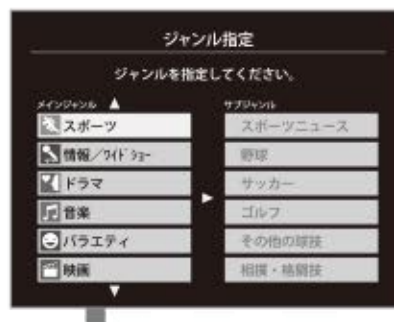 ジャンル指定
ジャンルを指定してください。
メインジャンル
スポーツ
情報／ワイドショー
ドラマ
音楽
バラエティ
映画
サブジャンル
スポーツニュース
野球
サッカー
ゴルフ
その他の球技
相撲・格闘技